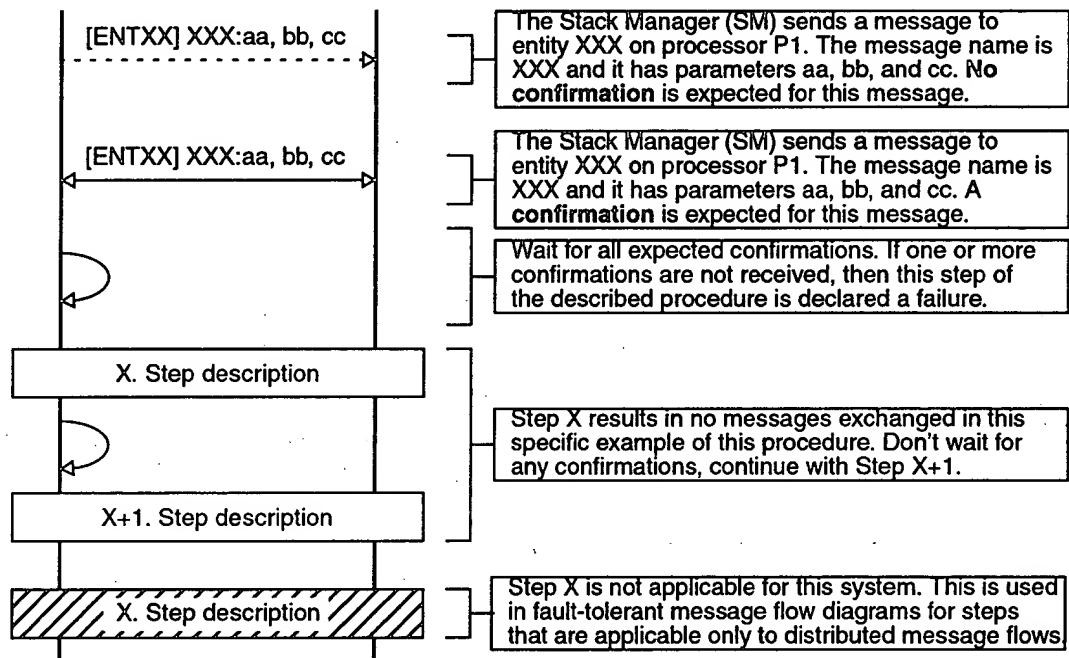 [ENTXX] XXX:aa, bb, cc
The Stack Manager (SM) sends a message to
entity XXX on processor P1. The message name is
XXX and it has parameters aa, bb, and cc. No
confirmation is expected for this message.
[ENTXX] XXX:aa, bb, cc
The Stack Manager (SM) sends a message to
entity XXX on processor P1. The message name is
XXX and it has parameters aa, bb, and cc. A
confirmation is expected for this message.
Wait for all expected confirmations. If one or more
confirmations are not received, then this step of
the described procedure is declared a failure.
X. Step description
Step X results in no messages exchanged in this
specific example of this procedure. Don't wait for
any confirmations, continue with Step X+1.
X+1. Step description
X. Step description
Step X is not applicable for this system. This is used
in fault-tolerant message flow diagrams for steps
that are applicable only to distributed message flows.